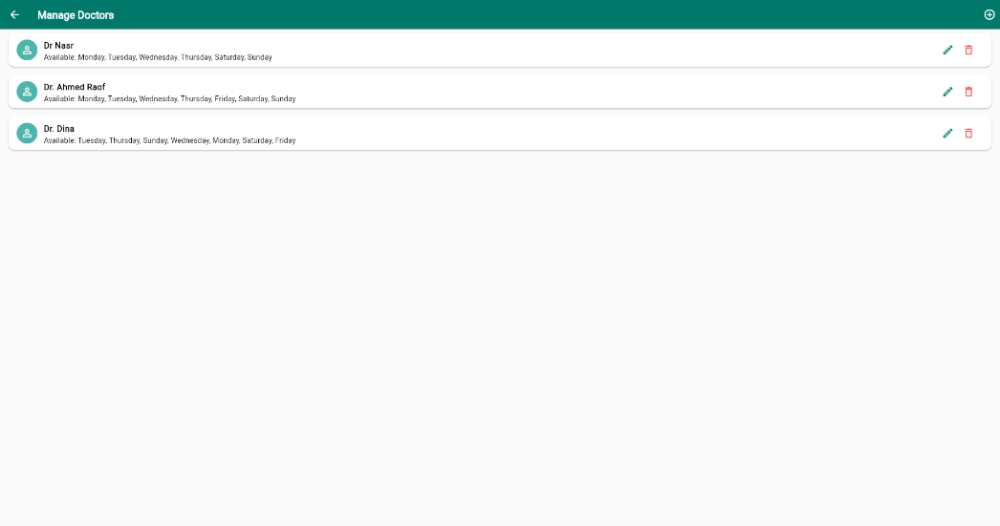 Manage Doctors
Dr Nasr
Available: Monday, Tuesday, Wednesday, Thursday, Saturday, Sunday
Dr. Ahmed Raof
Available: Monday, Tuesday, Wednesday, Thursday, Friday, Saturday, Sunday
Dr. Dina
Available: Tuesday, Thursday, Sunday, Wednesday, Monday, Saturday, Friday